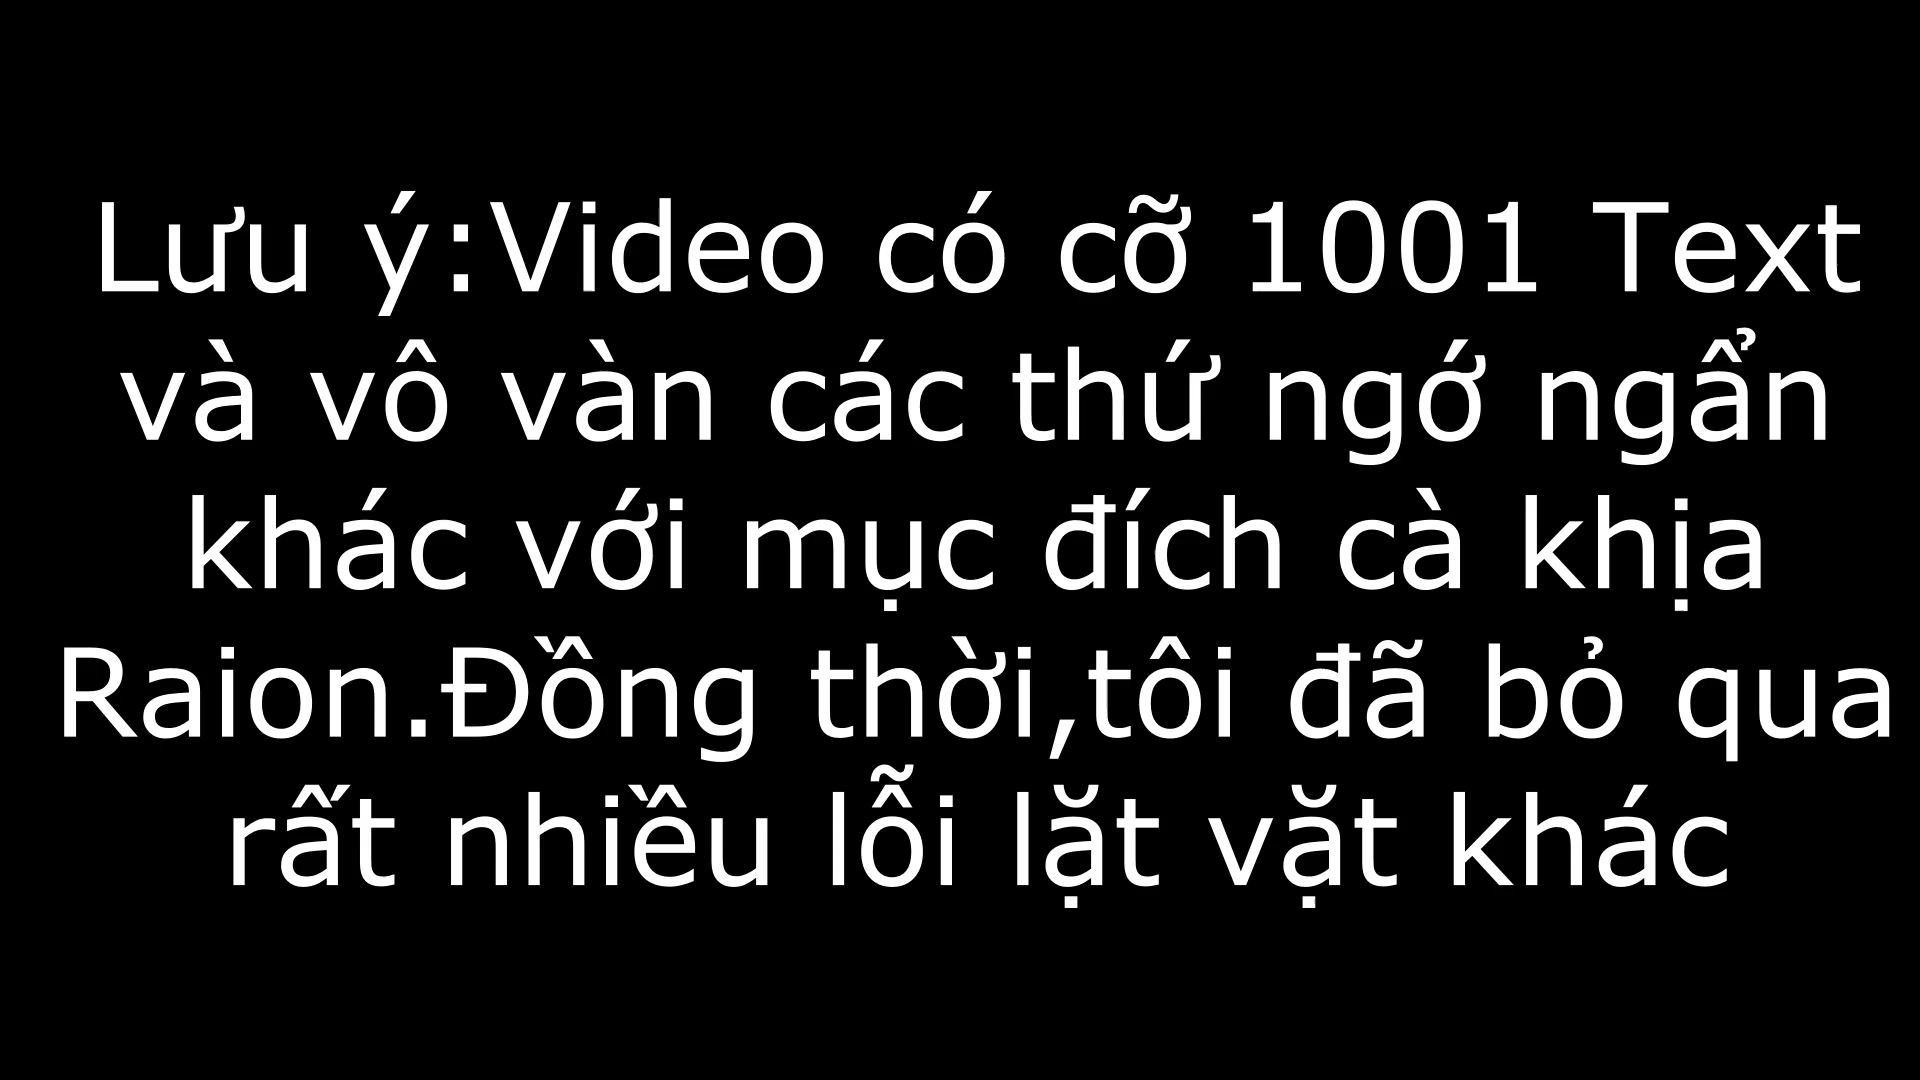 Lưu ý:Video có cỡ 1001 Text
và vô vàn các thứ ngớ ngẩn
khác với mục đích cà khịa
Raion.Đồng thời,tôi đã bỏ qua
rất nhiều lỗi lặt vặt khác